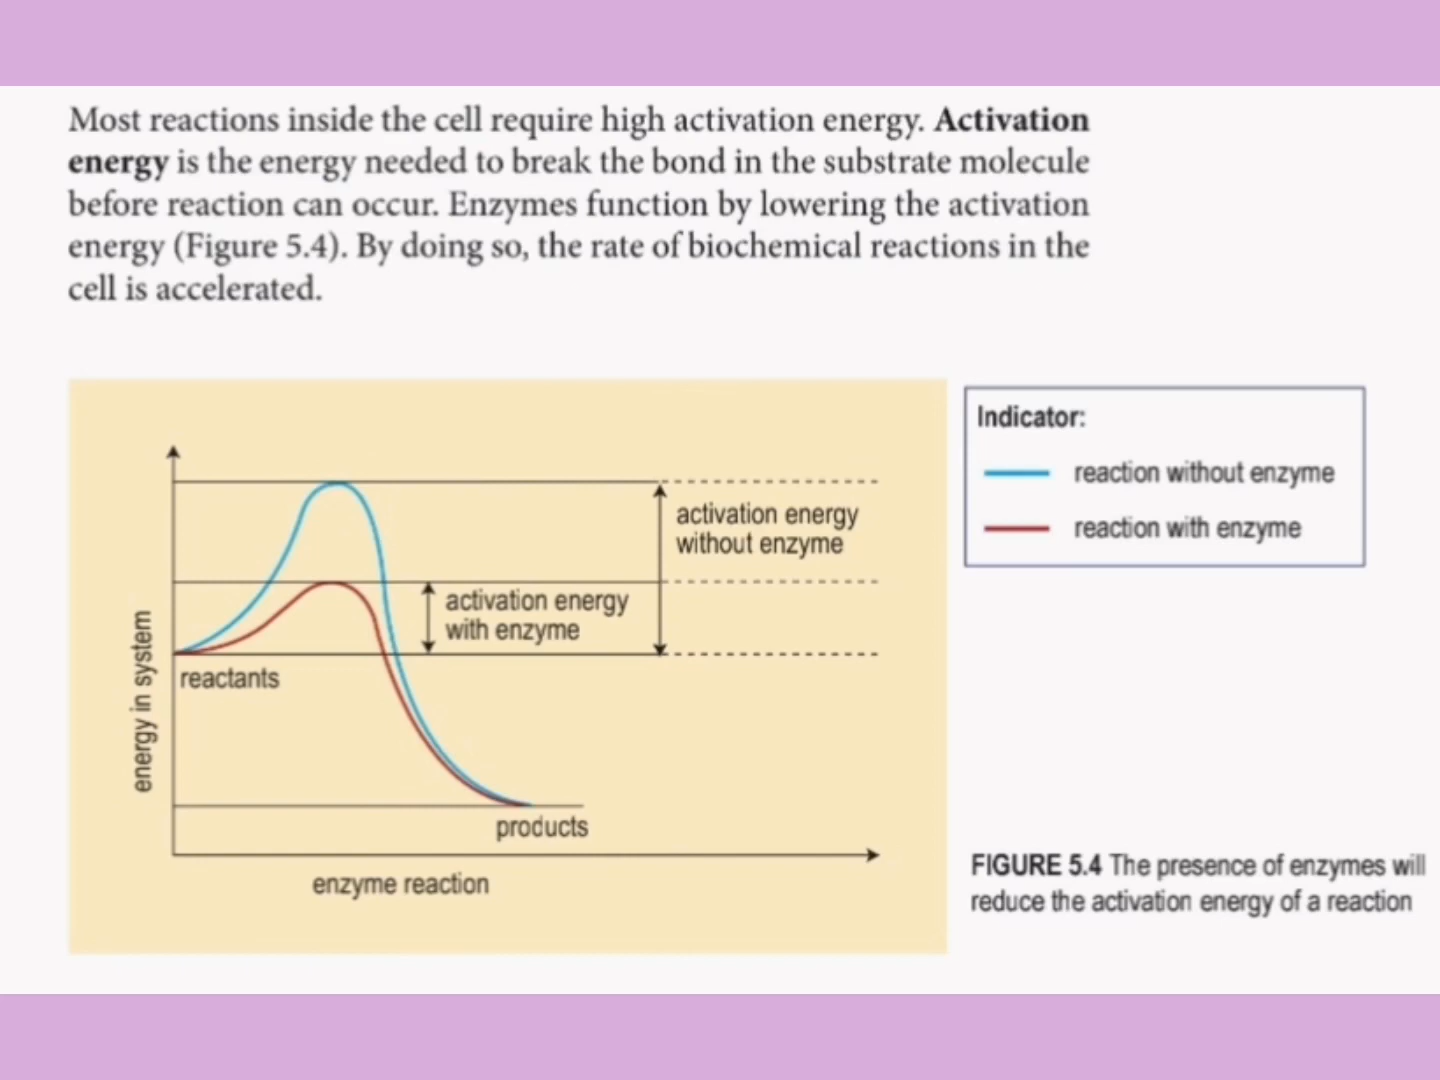 Most reactions inside the cell require high activation energy. Activation
energy is the energy needed to break the bond in the substrate molecule
before reaction can occur. Enzymes function by lowering the activation
energy (Figure 5.4). By doing so, the rate of biochemical reactions in the
cell is accelerated.
Indicator:
reaction without enzyme
reaction with enzyme
activation energy
without enzyme
activation energy
with enzyme
energy in system
reactants
products
enzyme reaction
FIGURE 5.4 The presence of enzymes will
reduce the activation energy of a reaction